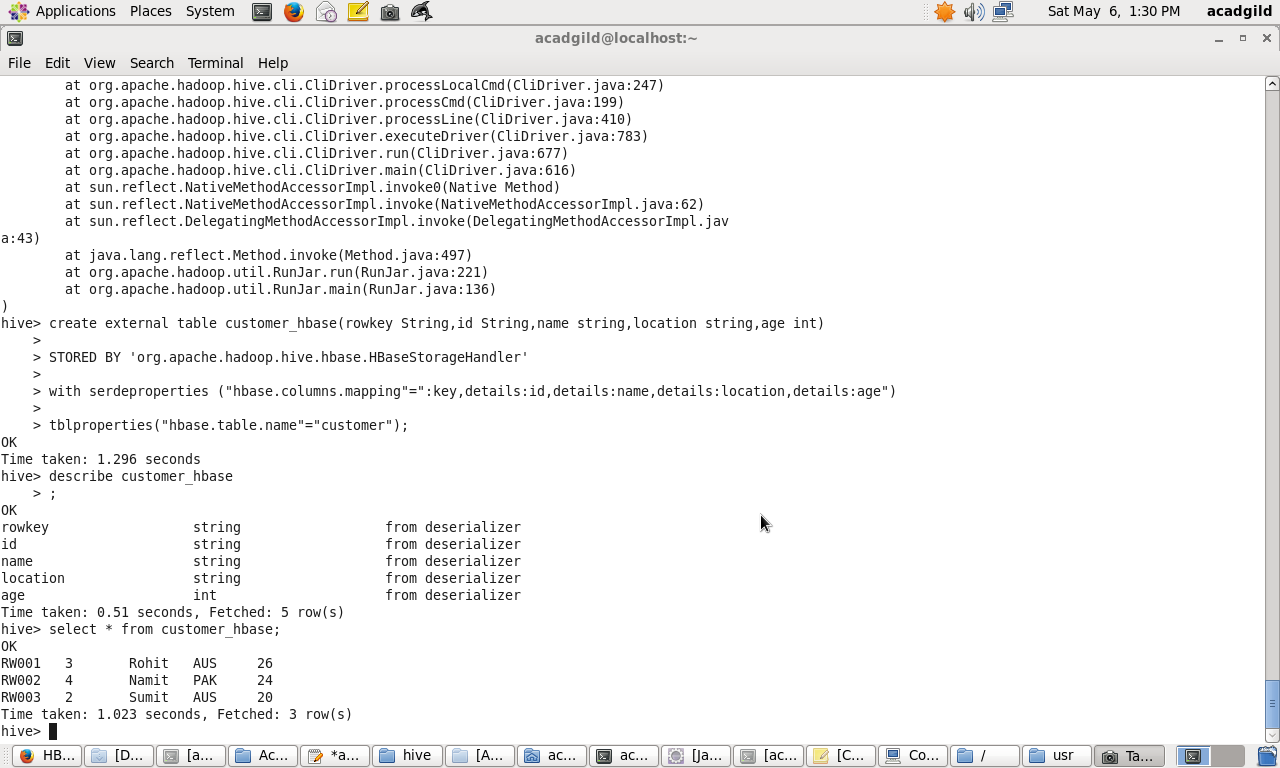 Applications Places System Sat May 6, 1:30 PM acadgild
acadgild@localhost:~
File Edit View Search Terminal Help
        at org.apache.hadoop.hive.cli.CliDriver.processLocalCmd(CliDriver.java:247)
        at org.apache.hadoop.hive.cli.CliDriver.processCmd(CliDriver.java:199)
        at org.apache.hadoop.hive.cli.CliDriver.processLine(CliDriver.java:410)
        at org.apache.hadoop.hive.cli.CliDriver.executeDriver(CliDriver.java:783)
        at org.apache.hadoop.hive.cli.CliDriver.run(CliDriver.java:677)
        at org.apache.hadoop.hive.cli.CliDriver.main(CliDriver.java:616)
        at sun.reflect.NativeMethodAccessorImpl.invoke0(Native Method)
        at sun.reflect.NativeMethodAccessorImpl.invoke(NativeMethodAccessorImpl.java:62)
        at sun.reflect.DelegatingMethodAccessorImpl.invoke(DelegatingMethodAccessorImpl.jav
a:43)
        at java.lang.reflect.Method.invoke(Method.java:497)
        at org.apache.hadoop.util.RunJar.run(RunJar.java:221)
        at org.apache.hadoop.util.RunJar.main(RunJar.java:136)
)
hive> create external table customer_hbase(rowkey String,id String,name string,location string,age int)
    >
    > STORED BY 'org.apache.hadoop.hive.hbase.HBaseStorageHandler'
    >
    > with serdeproperties ("hbase.columns.mapping"=":key,details:id,details:name,details:location,details:age")
    >
    > tblproperties("hbase.table.name"="customer");
OK
Time taken: 1.296 seconds
hive> describe customer_hbase
    > ;
OK
rowkey                  string                  from deserializer
id                      string                  from deserializer
name                    string                  from deserializer
location                string                  from deserializer
age                     int                     from deserializer
Time taken: 0.51 seconds, Fetched: 5 row(s)
hive> select * from customer_hbase;
OK
RW001   3       Rohit   AUS     26
RW002   4       Namit   PAK     24
RW003   2       Sumit   AUS     20
Time taken: 1.023 seconds, Fetched: 3 row(s)
hive>
HB... [D... [a... Ac... *a... hive [A... ac... ac... [Ja... [ac... [C... Co... / usr Ta...